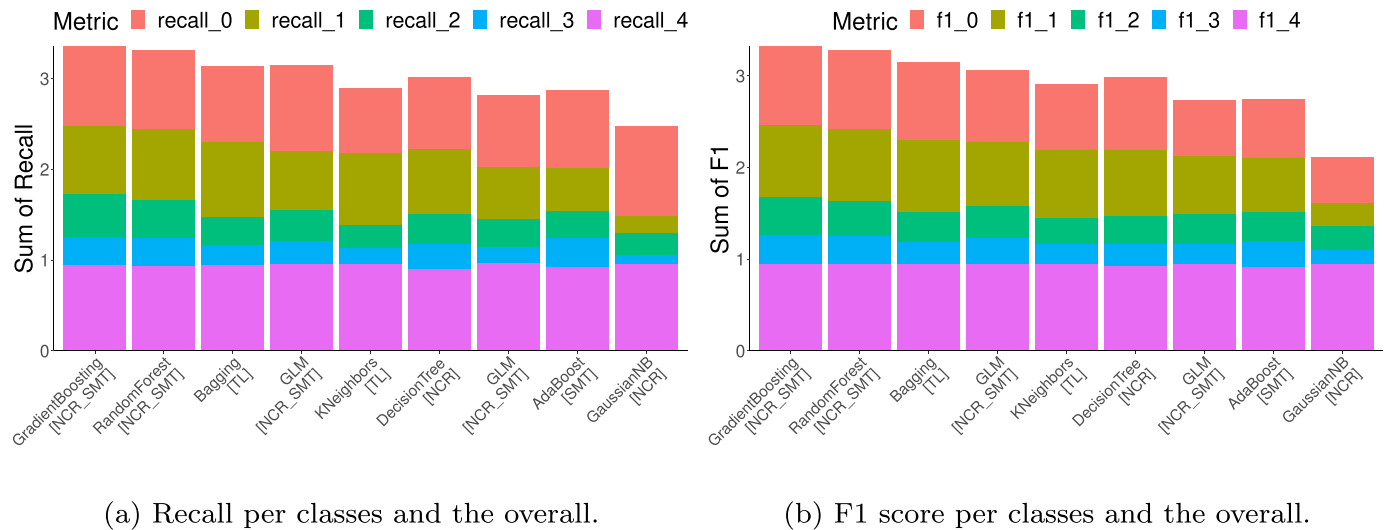 Metric recall_0 recall_1 recall_2 recall_3 recall_4
Sum of Recall
3
2
1
0
GradientBoosting
[NCR_SMT]
RandomForest
[NCR_SMT]
Bagging
[TL]
GLM
[NCR_SMT]
KNeighbors
[TL]
DecisionTree
[NCR]
GLM
[NCR_SMT]
AdaBoost
[SMT]
GaussianNB
[NCR]
(a) Recall per classes and the overall.
Metric f1_0 f1_1 f1_2 f1_3 f1_4
Sum of F1
3
2
1
0
GradientBoosting
[NCR_SMT]
RandomForest
[NCR_SMT]
Bagging
[TL]
GLM
[NCR_SMT]
KNeighbors
[TL]
DecisionTree
[NCR]
GLM
[NCR_SMT]
AdaBoost
[SMT]
GaussianNB
[NCR]
(b) F1 score per classes and the overall.